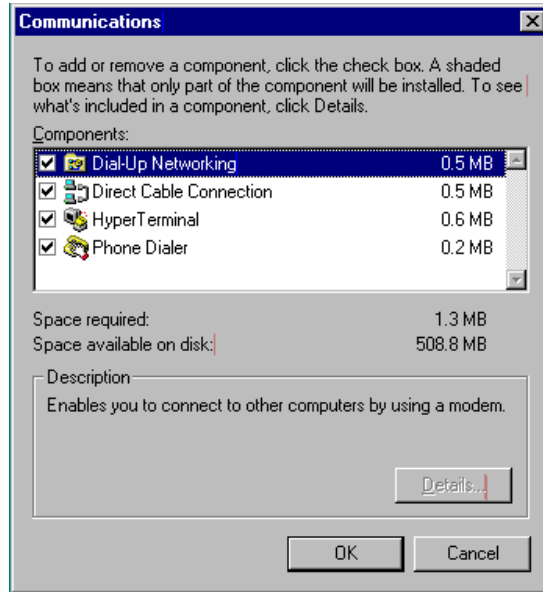 Communications
To add or remove a component, click the check box. A shaded
box means that only part of the component will be installed. To see
what's included in a component, click Details.
Components:
Dial-Up Networking 0.5 MB
Direct Cable Connection 0.5 MB
HyperTerminal 0.6 MB
Phone Dialer 0.2 MB
Space required: 1.3 MB
Space available on disk: 508.8 MB
Description
Enables you to connect to other computers by using a modem.
Details...
OK Cancel